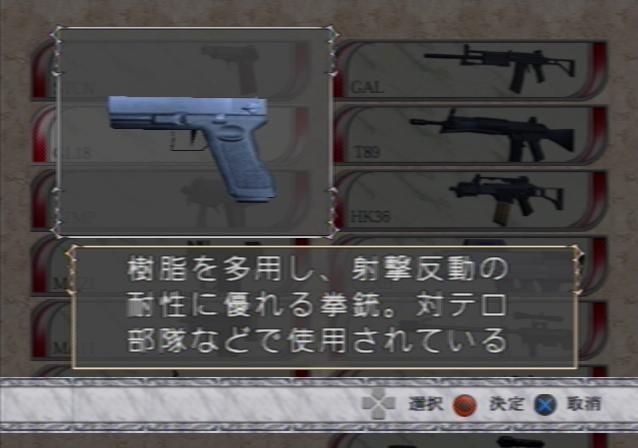 GL18
GAL
T89
HK36
樹脂を多用し、射撃反動の
耐性に優れる拳銃。対テロ
部隊などで使用されている
選択 決定 取消